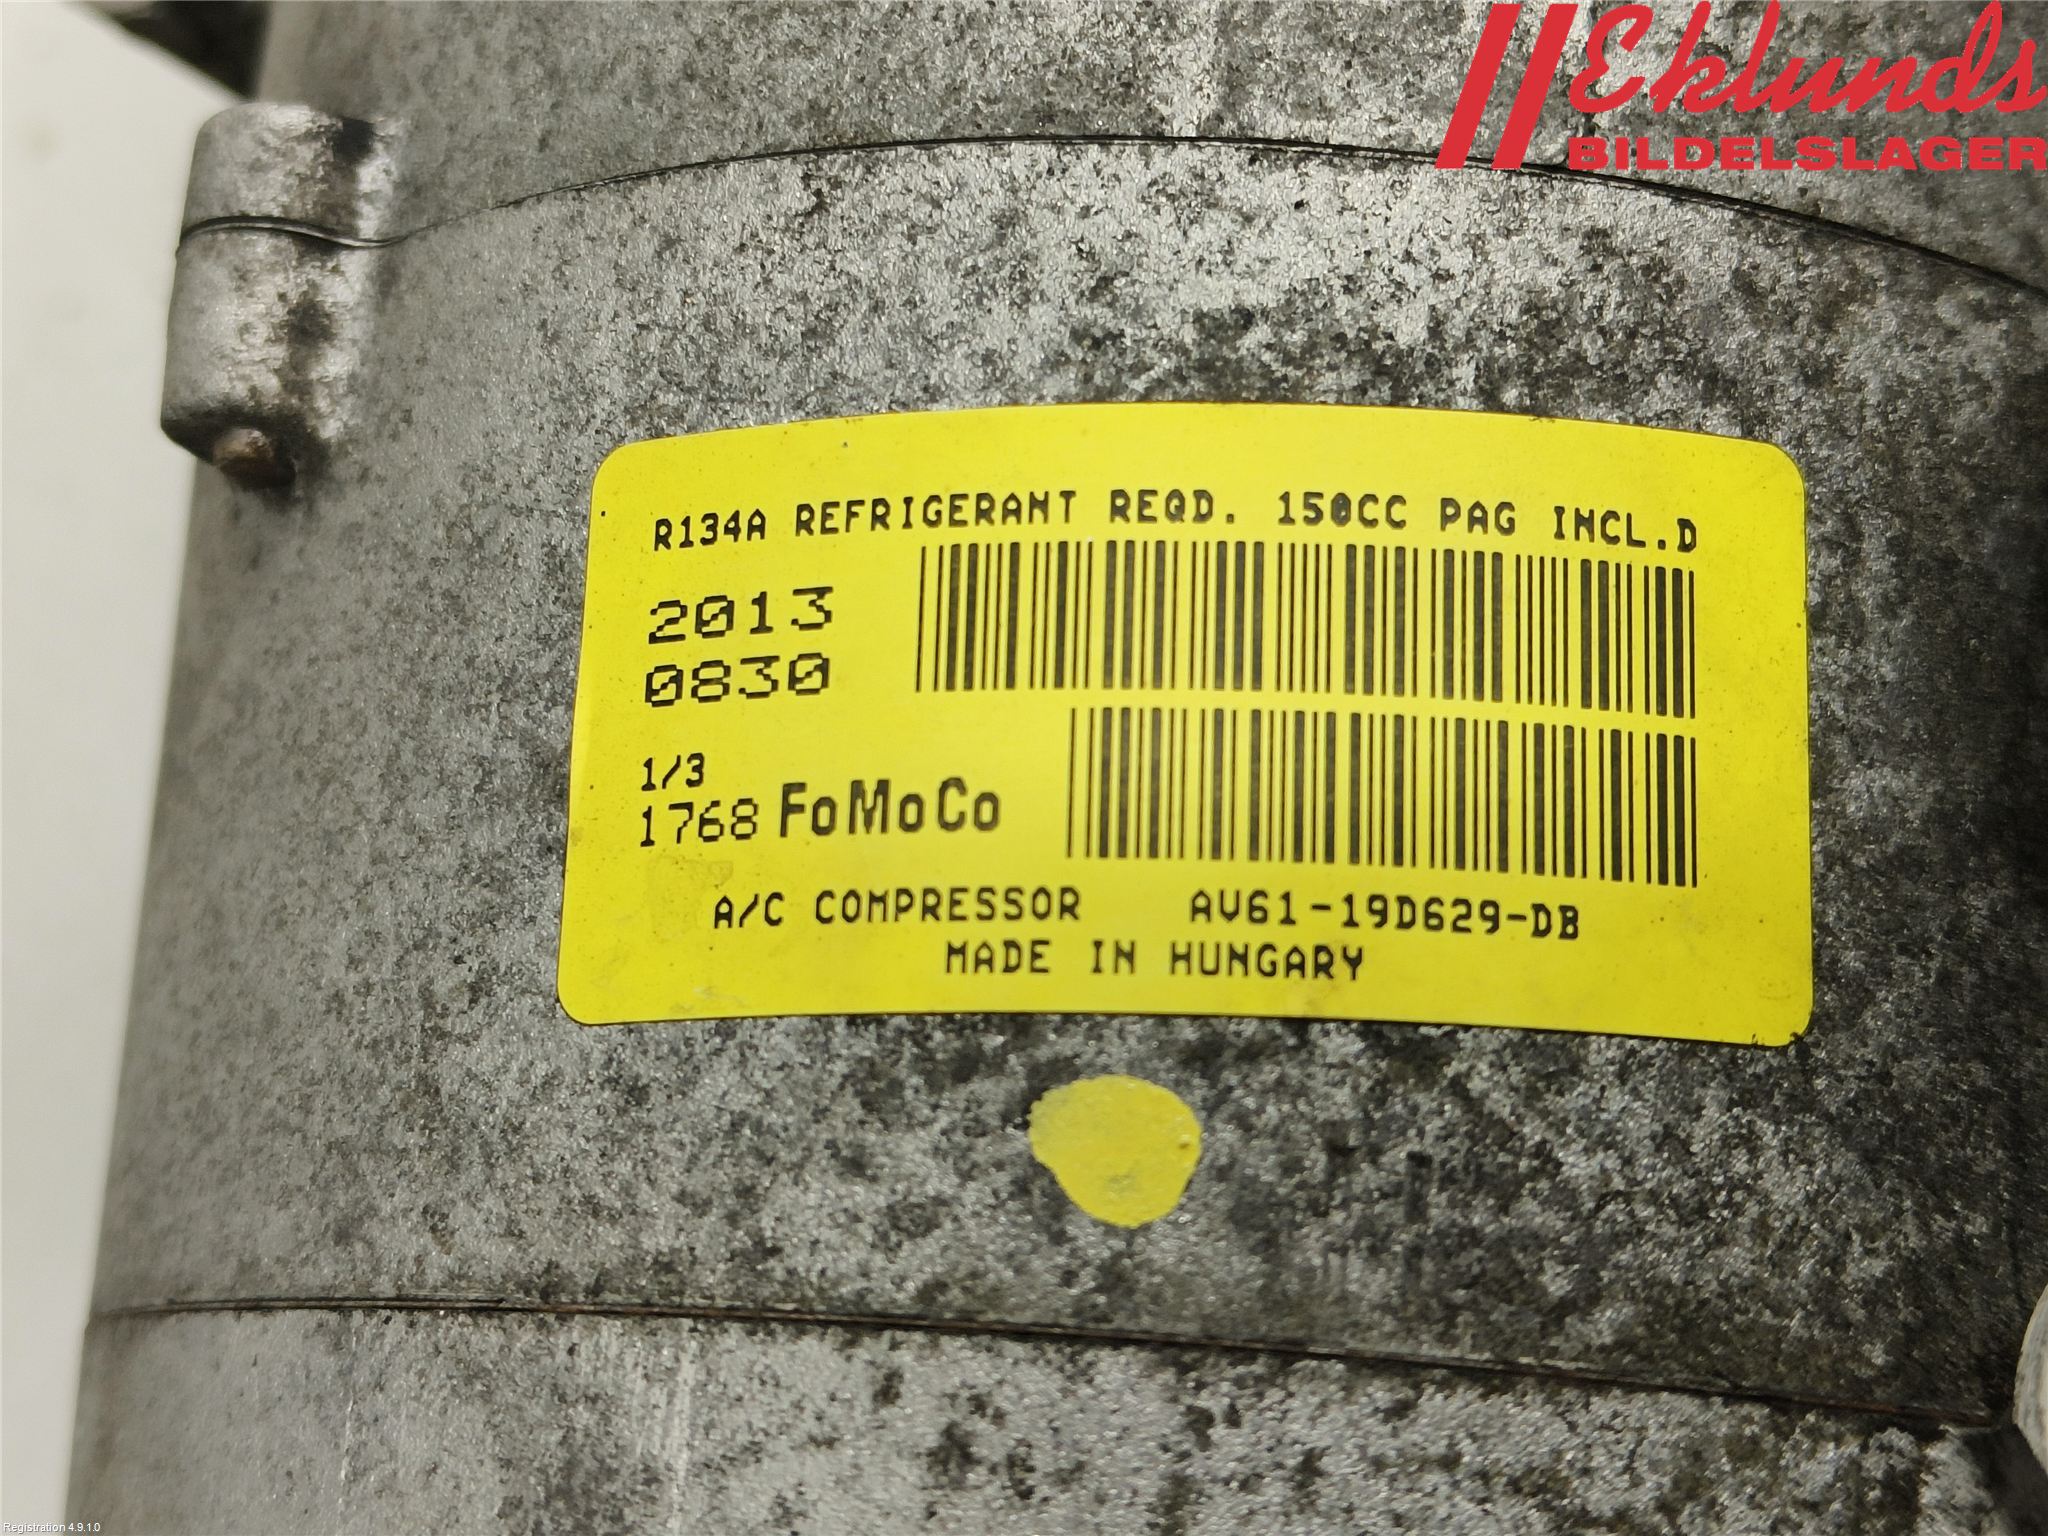 Eklunds
BILDELSLAGER
R134A REFRIGERANT REQD. 150CC PAG INCL.D
2013
0830
1/3
1768 FoMoCo
A/C COMPRESSOR AV61-19D629-DB
MADE IN HUNGARY
Registration 4.9.1.0